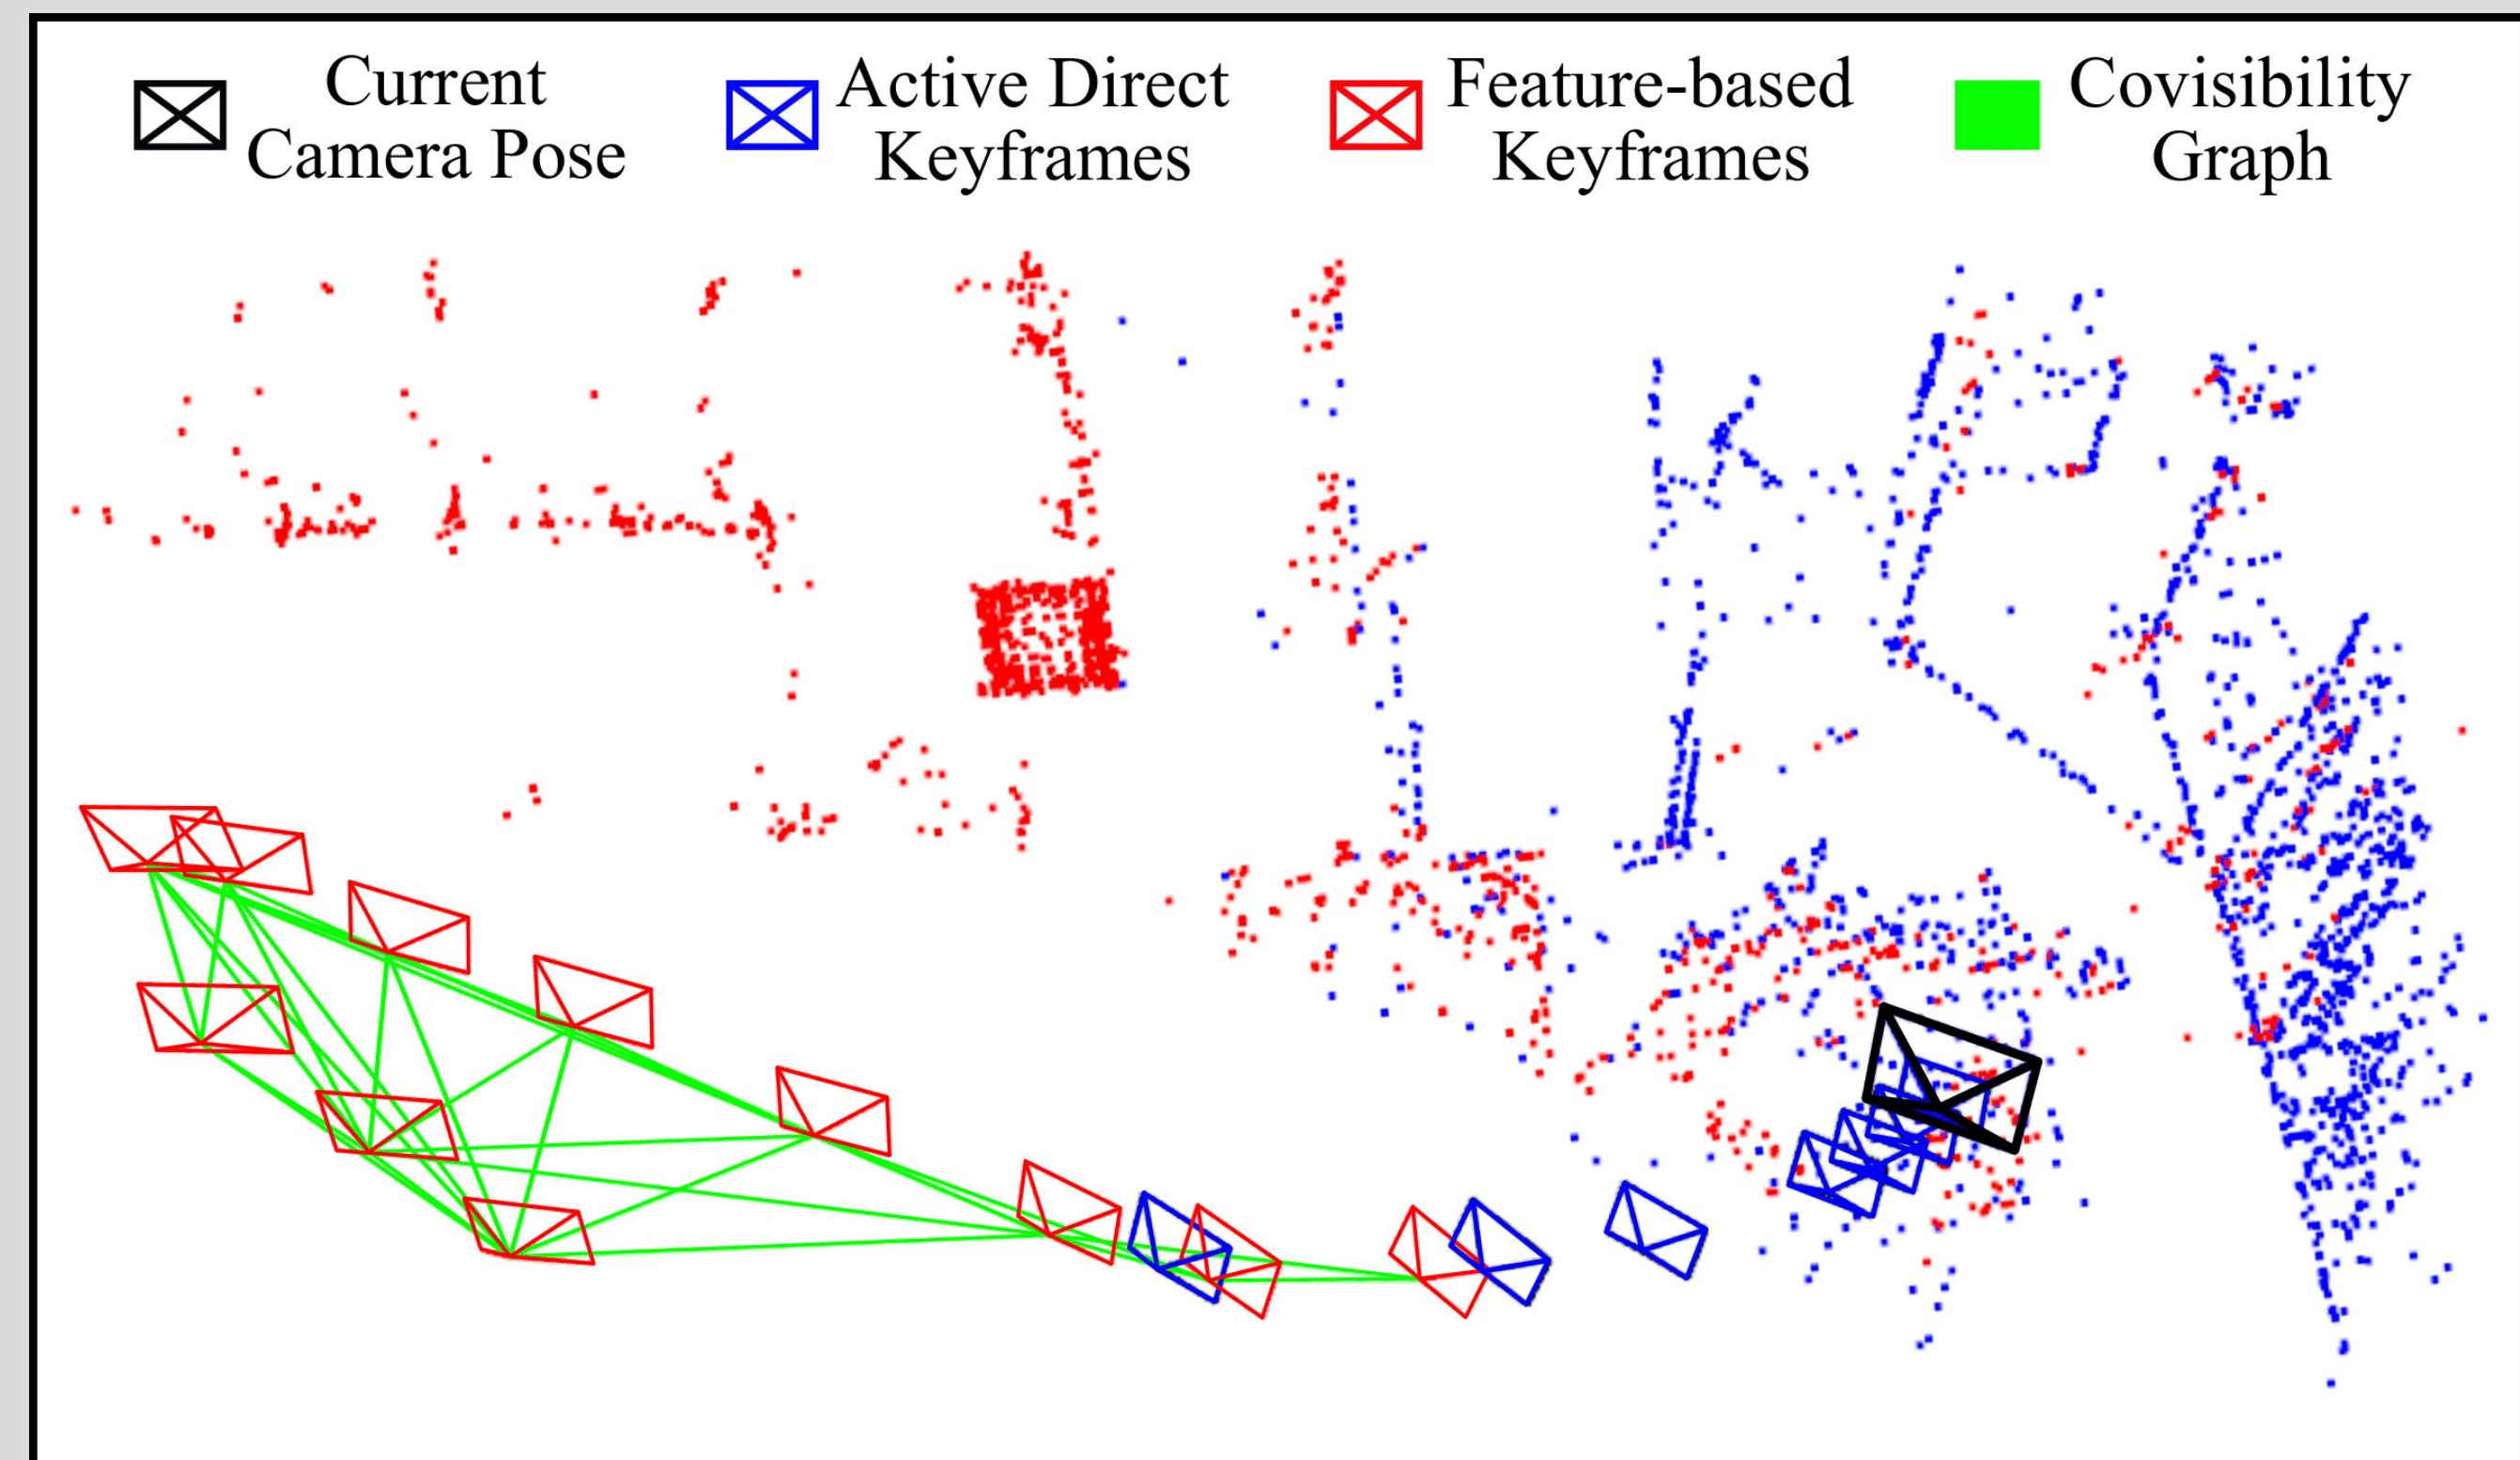 Current
Camera Pose
Active Direct
Keyframes
Feature-based
Keyframes
Covisibility
Graph